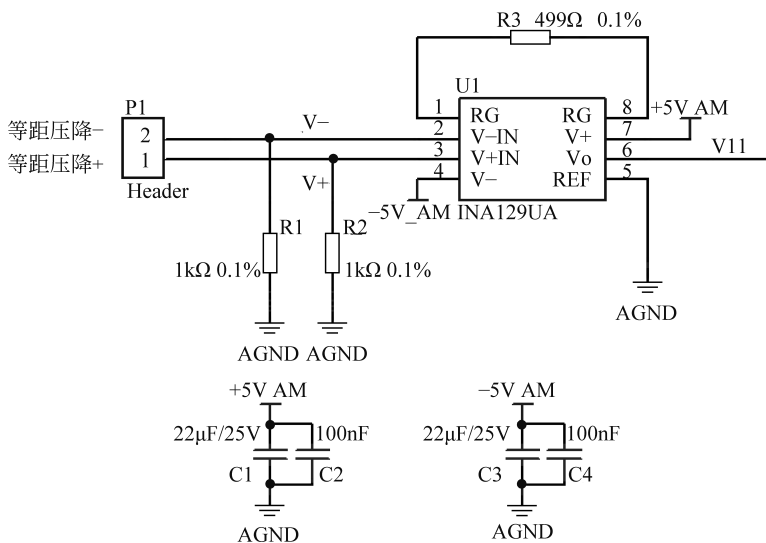 R3 499Ω 0.1%
U1
P1
1 RG RG 8 +5V AM
等距压降− 2 V− 2 V−IN V+ 7
等距压降+ 1 3 V+IN Vo 6 V11
V+ 4 V− REF 5
Header
−5V_AM INA129UA
R1 R2
1kΩ 0.1% 1kΩ 0.1%
AGND
AGND AGND
+5V AM −5V AM
22μF/25V 100nF 22μF/25V 100nF
C1 C2 C3 C4
AGND AGND